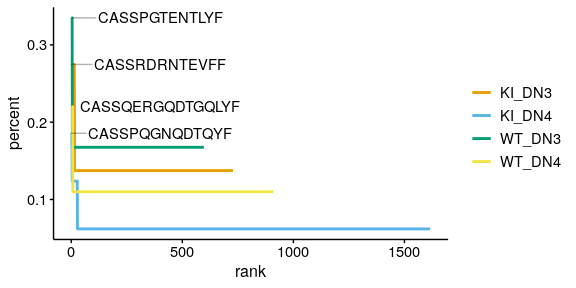 CASSPGTENTLYF
0.3
CASSRDRNTEVFF
KI_DN3
percent
CASSQERGQDTGQLYF
KI_DN4
0.2
CASSPQGNQDTQYF
WT_DN3
WT_DN4
0.1
0 500 1000 1500
rank